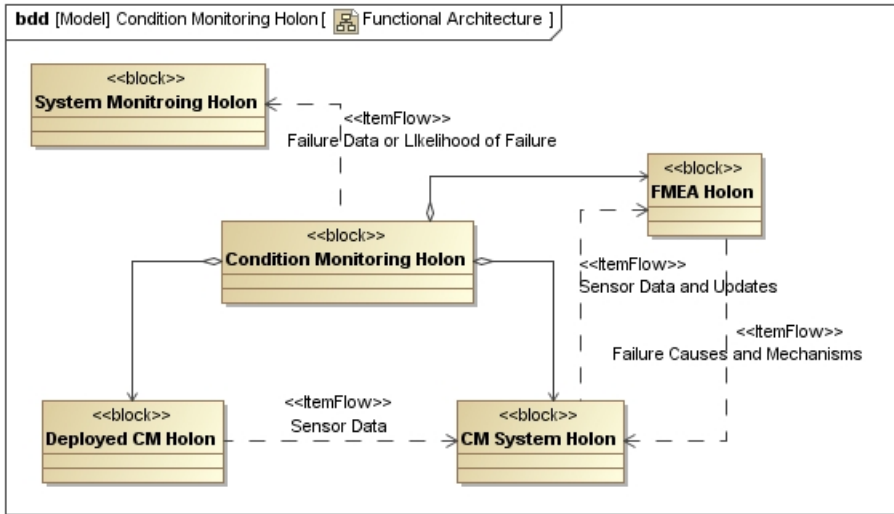 bdd [Model] Condition Monitoring Holon [ Functional Architecture ]
<<block>>
System Monitroing Holon
<<ItemFlow>>
Failure Data or LIkelihood of Failure
<<block>>
FMEA Holon
<<block>>
Condition Monitoring Holon
<<ItemFlow>>
Sensor Data and Updates
<<ItemFlow>>
Failure Causes and Mechanisms
<<block>>
Deployed CM Holon
<<ItemFlow>>
Sensor Data
<<block>>
CM System Holon